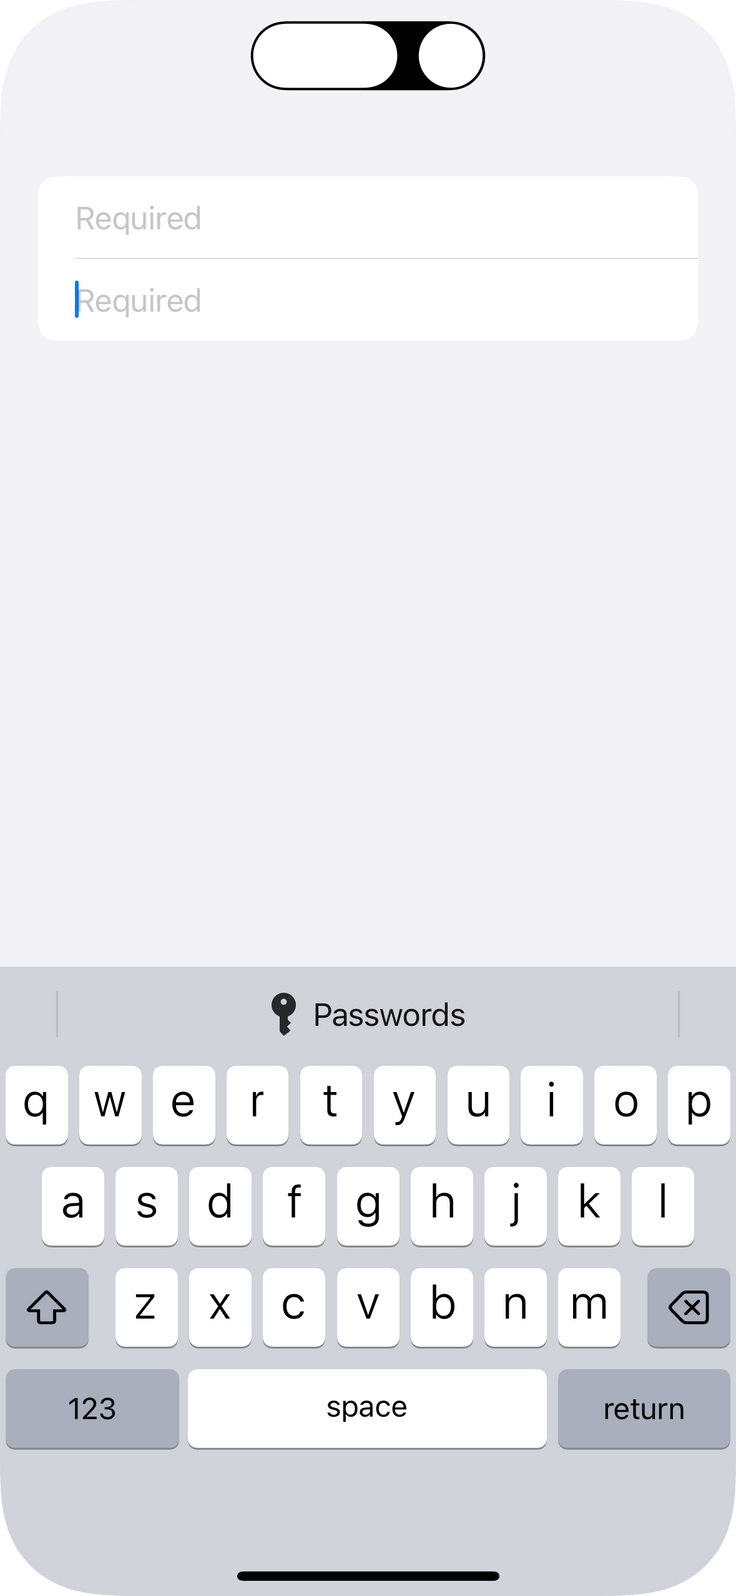 Required
Required
Passwords
q w e r t y u i o p
a s d f g h j k l
z x c v b n m
123 space return